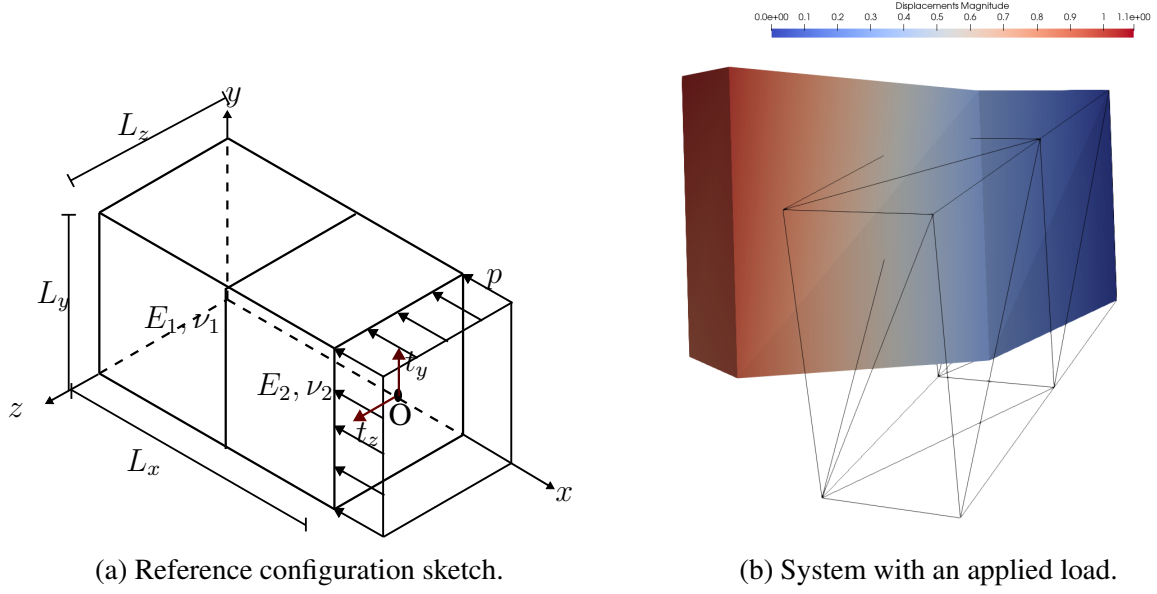 Displacements Magnitude
0.0e+00 0.1 0.2 0.3 0.4 0.5 0.6 0.7 0.8 0.9 1 1.1e+00
y
L_z
p
L_y
E_1, ν_1
t_y
E_2, ν_2
O
z
t_z
L_x
x
(a) Reference configuration sketch.
(b) System with an applied load.